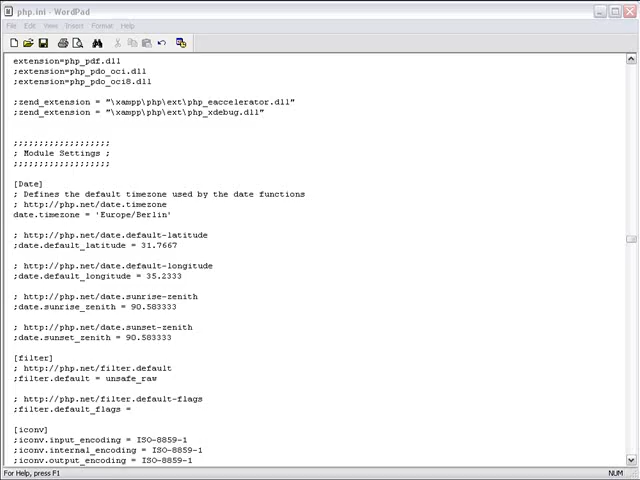 php.ini - WordPad
File Edit View Insert Format Help
extension=php_pdf.dll
;extension=php_pdo_oci.dll
;extension=php_pdo_oci8.dll
;zend_extension = "\xampp\php\ext\php_eaccelerator.dll"
;zend_extension = "\xampp\php\ext\php_xdebug.dll"
;;;;;;;;;;;;;;;;;;;
; Module Settings ;
;;;;;;;;;;;;;;;;;;;
[Date]
; Defines the default timezone used by the date functions
; http://php.net/date.timezone
date.timezone = 'Europe/Berlin'
; http://php.net/date.default-latitude
;date.default_latitude = 31.7667
; http://php.net/date.default-longitude
;date.default_longitude = 35.2333
; http://php.net/date.sunrise-zenith
;date.sunrise_zenith = 90.583333
; http://php.net/date.sunset-zenith
;date.sunset_zenith = 90.583333
[filter]
; http://php.net/filter.default
;filter.default = unsafe_raw
; http://php.net/filter.default-flags
;filter.default_flags =
[iconv]
;iconv.input_encoding = ISO-8859-1
;iconv.internal_encoding = ISO-8859-1
;iconv.output_encoding = ISO-8859-1
For Help, press F1
NUM